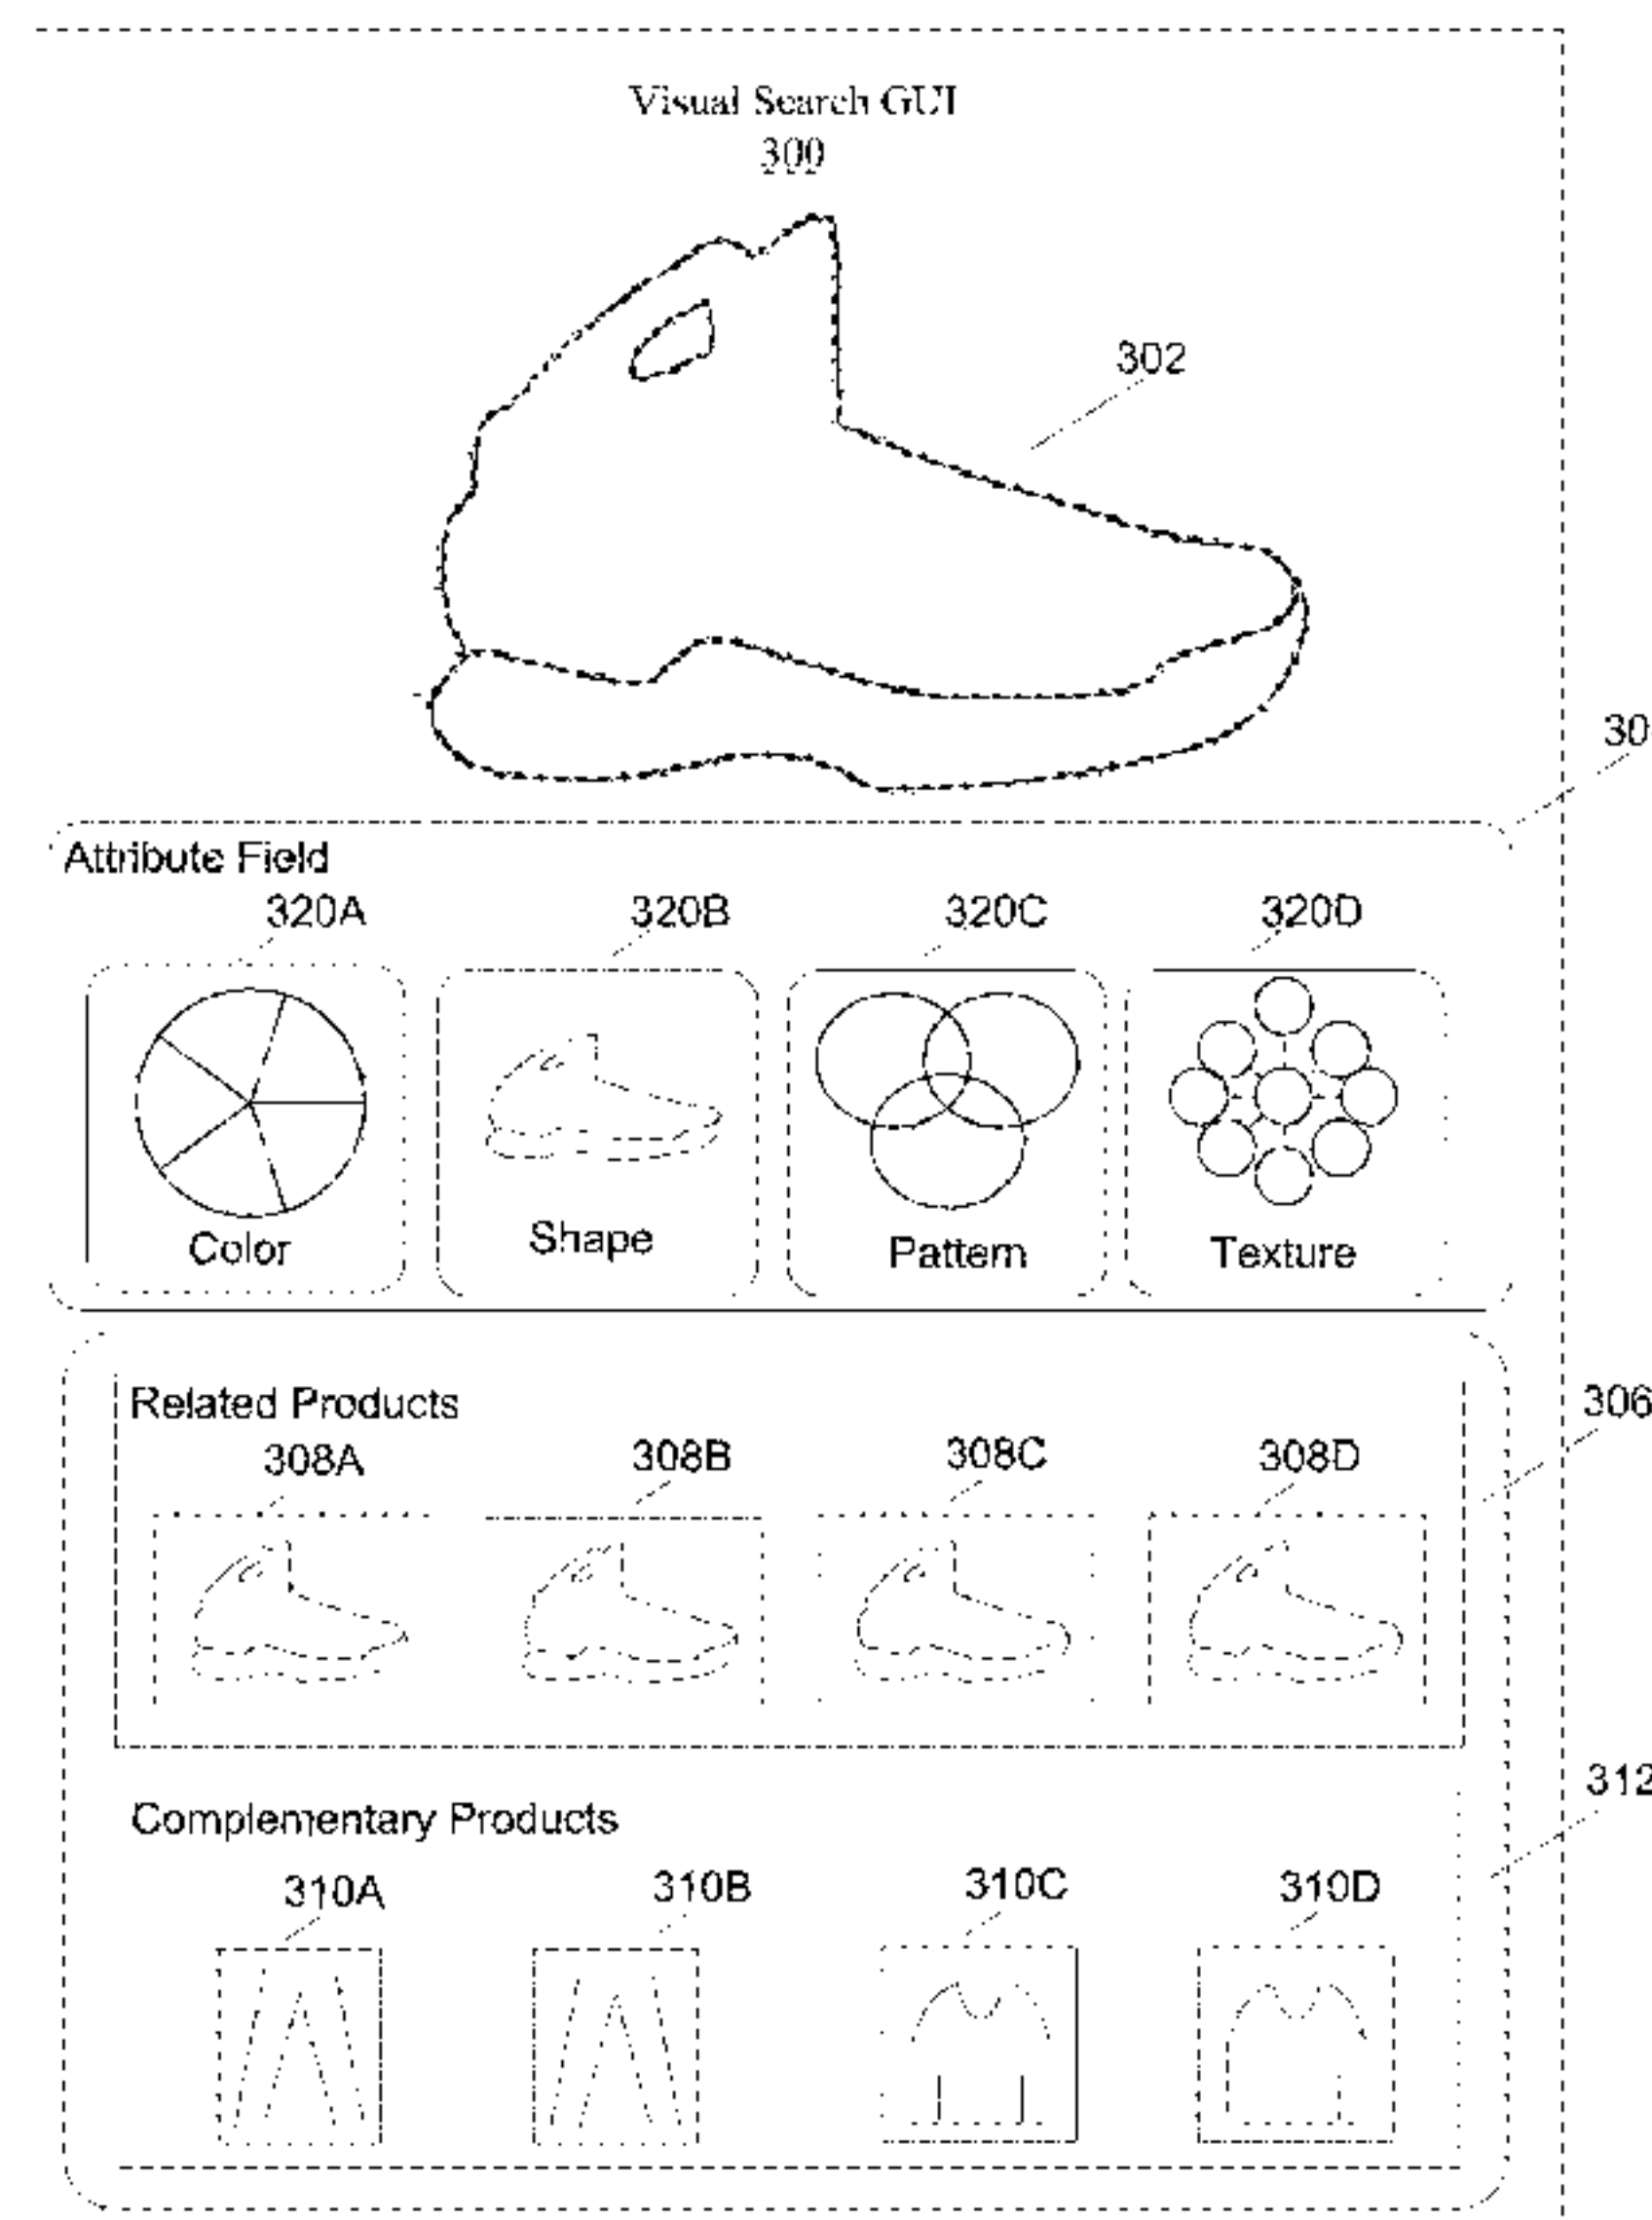 Visual Search GUI
300
302
30
Attribute Field
320A 320B 320C 320D
Color Shape Pattern Texture
Related Products
306
308A 308B 308C 308D
312
Complementary Products
310A 310B 310C 310D